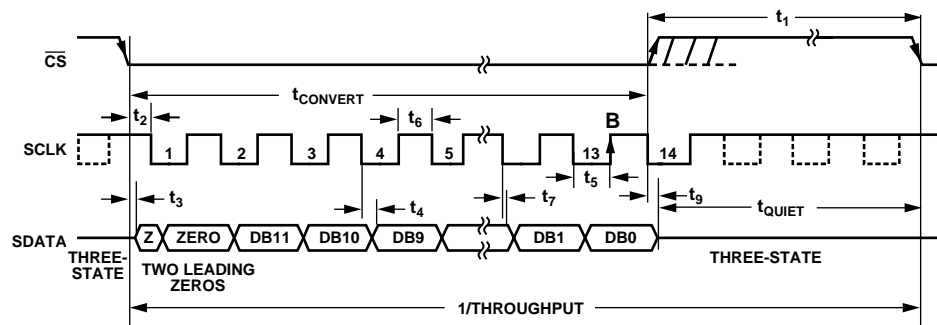 t1
CS
tCONVERT
t2
t6
B
SCLK
1 2 3 4 5 13 14
t5
t3
t4
t7
t9
tQUIET
SDATA
Z ZERO DB11 DB10 DB9 DB1 DB0
THREE-
STATE
TWO LEADING
ZEROS
THREE-STATE
1/THROUGHPUT